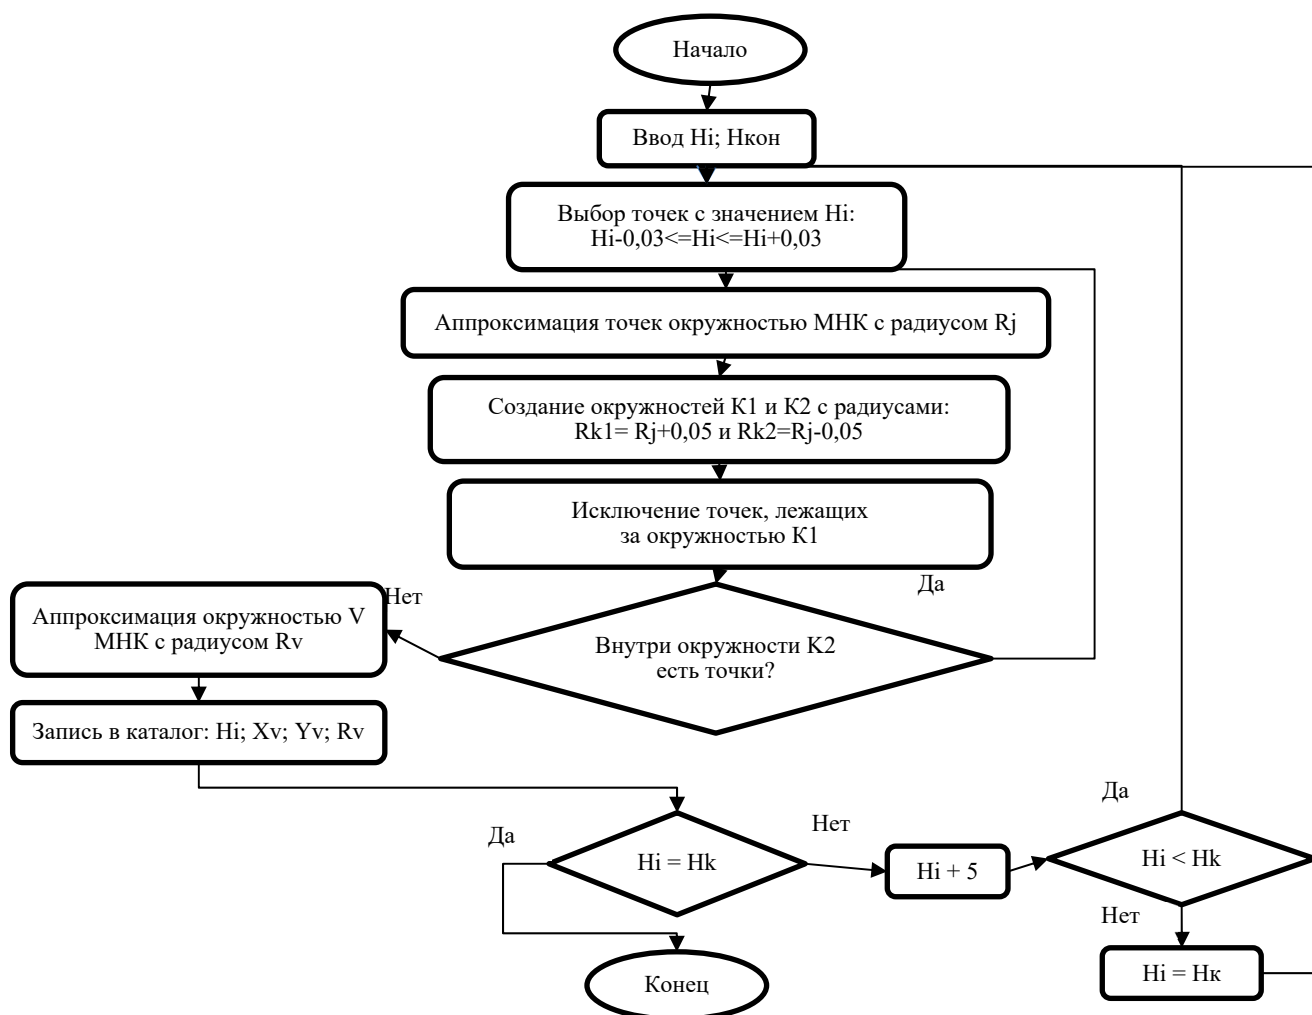 Начало
Ввод Hi; Нкон
Выбор точек с значением Hi:
Hi-0,03<=Hi<=Hi+0,03
Аппроксимация точек окружностью МНК с радиусом Rj
Создание окружностей К1 и К2 с радиусами:
Rk1= Rj+0,05 и Rk2=Rj-0,05
Исключение точек, лежащих
за окружностью К1
Да
Нет
Внутри окружности К2
есть точки?
Аппроксимация окружностью V
МНК с радиусом Rv
Запись в каталог: Hi; Xv; Yv; Rv
Да
Hi = Hk
Нет
Hi + 5
Да
Hi < Hk
Нет
Hi = Нк
Конец